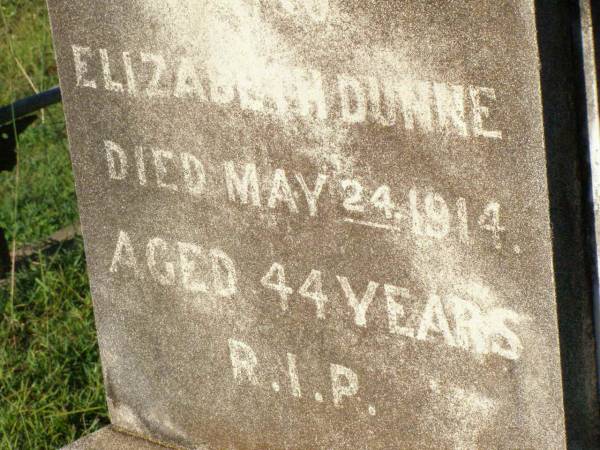 ELIZABETH DUNNE
DIED MAY 24, 1914.
AGED 44 YEARS
R.I.P.